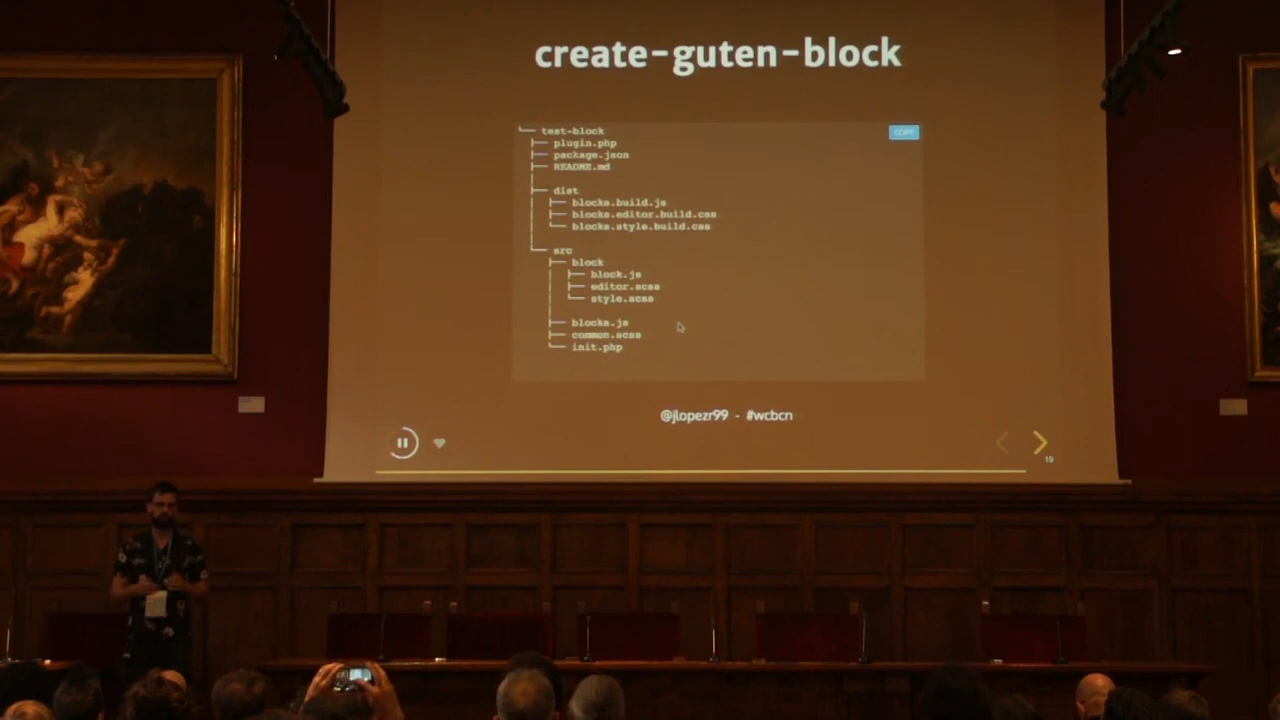 create-guten-block
└── test-block
├── plugin.php
├── package.json
├── README.md
├── dist
├── blocks.build.js
├── blocks.editor.build.css
└── blocks.style.build.css
└── src
├── block
├── block.js
├── editor.scss
└── style.scss
├── blocks.js
├── common.scss
└── init.php
COPY
@jlopezr99 - #wcbcn
19